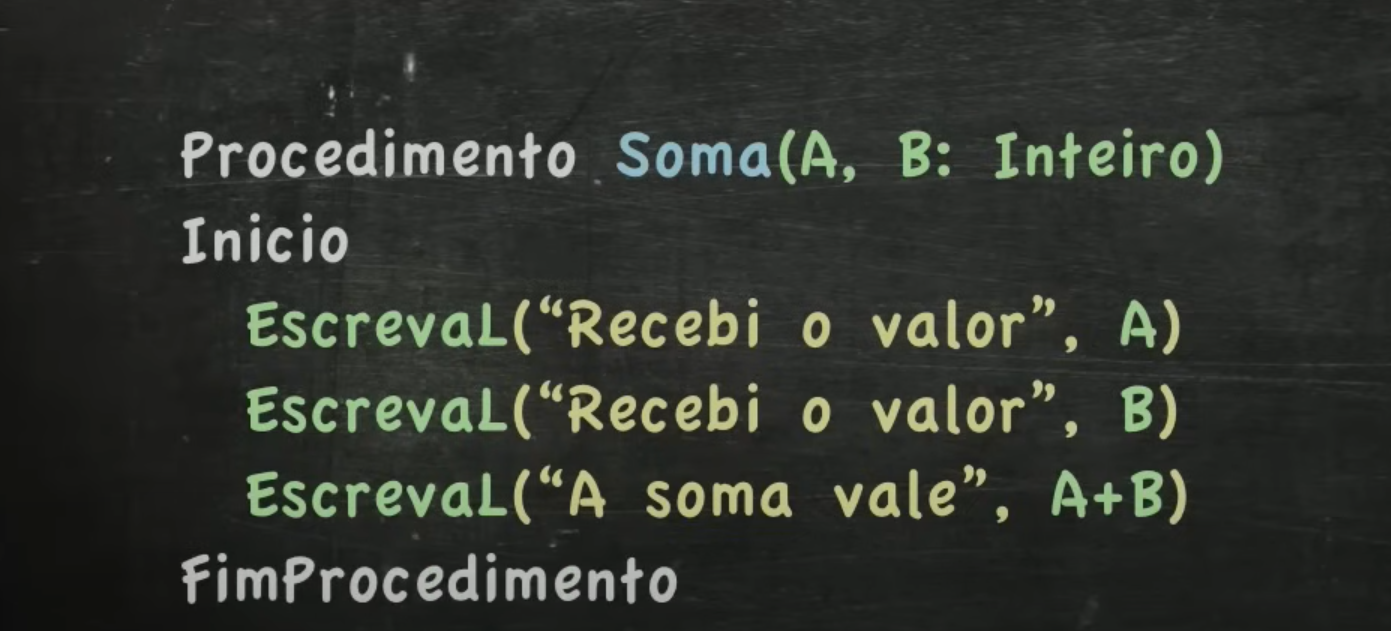 Procedimento Soma(A, B: Inteiro)
Inicio
EscrevaL(“Recebi o valor”, A)
EscrevaL(“Recebi o valor”, B)
EscrevaL(“A soma vale”, A+B)
FimProcedimento